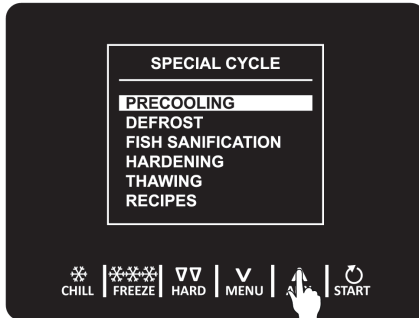 SPECIAL CYCLE
PRECOOLING
DEFROST
FISH SANIFICATION
HARDENING
THAWING
RECIPES
CHILL FREEZE HARD MENU START